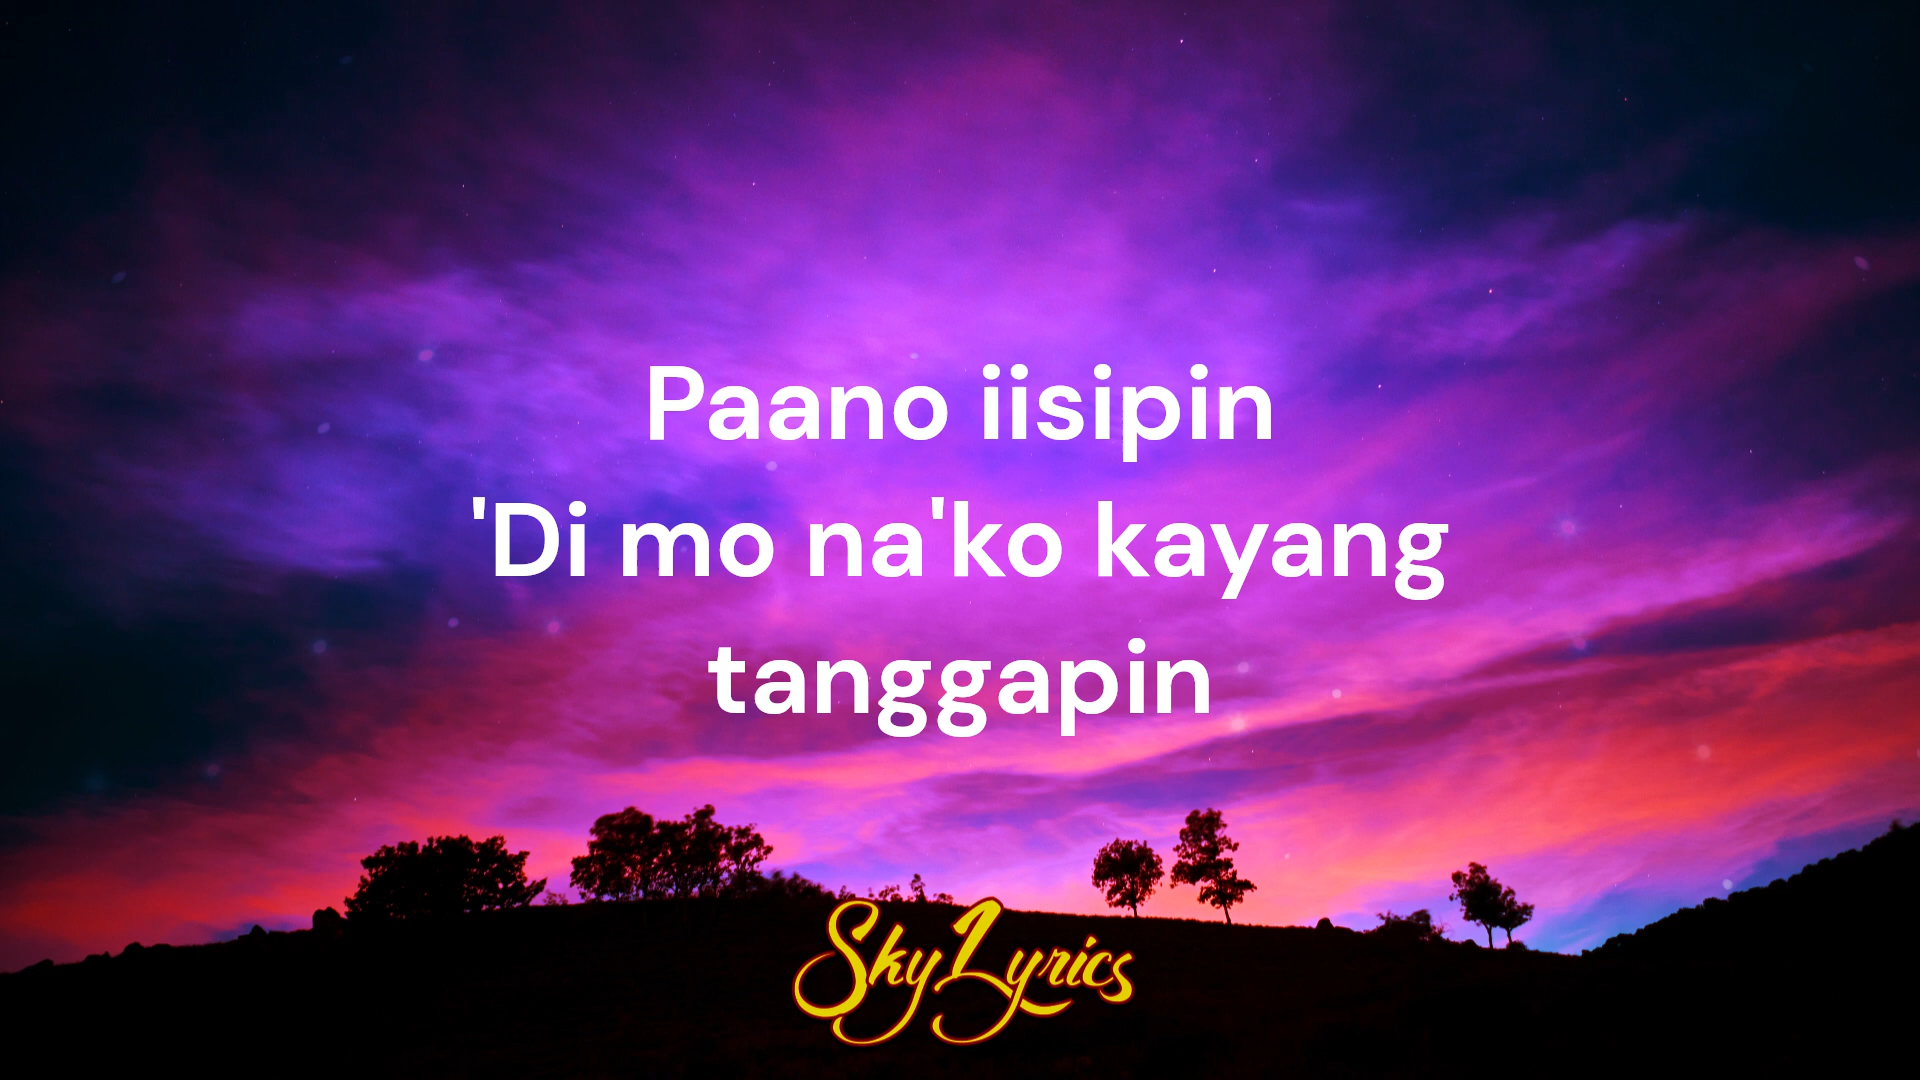 Paano iisipin
'Di mo na'ko kayang
tanggapin
SkyLyrics